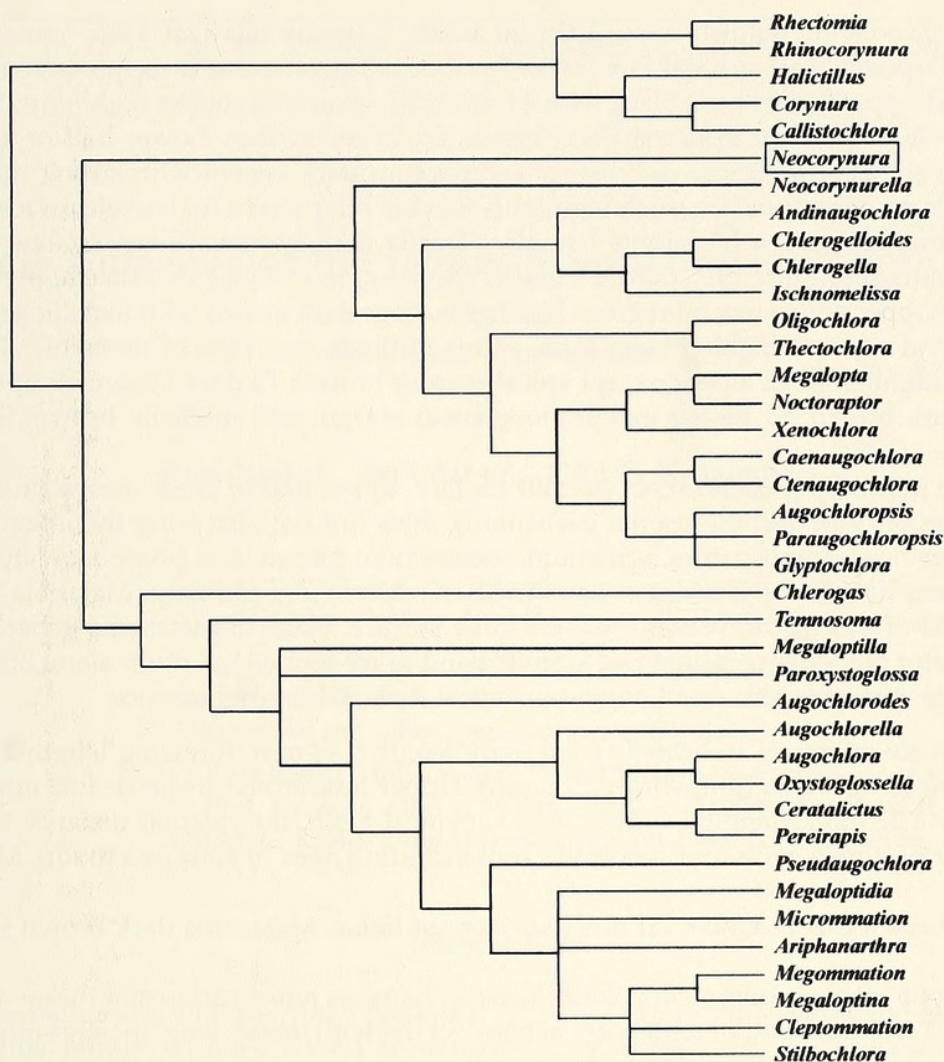 Rhectomia
Rhinocorynura
Halictillus
Corynura
Callistochlora
Neocorynura
Neocorynurella
Andinaugochlora
Chlerogelloides
Chlerogella
Ischnomelissa
Oligochlora
Thectochlora
Megalopta
Noctoraptor
Xenochlora
Caenaugochlora
Ctenaugochlora
Augochloropsis
Paraugochloropsis
Glyptochlora
Chlerogas
Temnosoma
Megaloptilla
Paroxystoglossa
Augochlorodes
Augochlorella
Augochlora
Oxystoglossella
Ceratalictus
Pereirapis
Pseudaugochlora
Megaloptidia
Micrommation
Ariphanarthra
Megommation
Megaloptina
Cleptommation
Stilbochlora